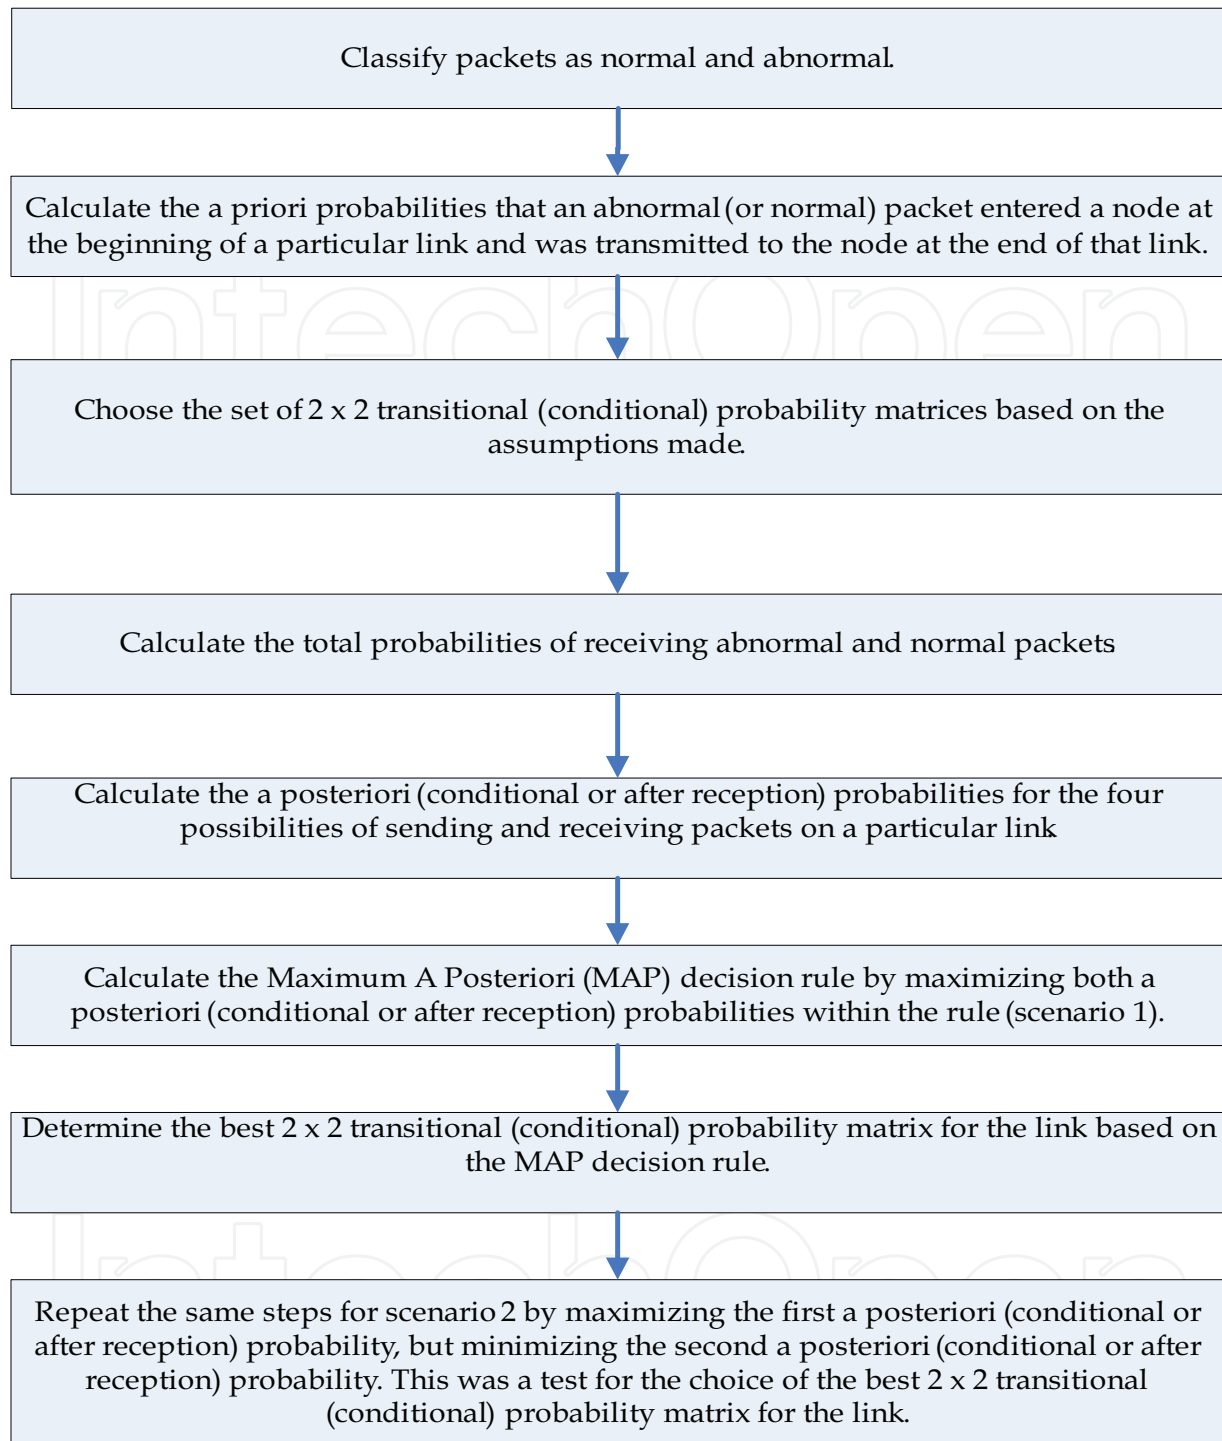 Classify packets as normal and abnormal.
Calculate the a priori probabilities that an abnormal (or normal) packet entered a node at
the beginning of a particular link and was transmitted to the node at the end of that link.
IntechOpen
Choose the set of 2 x 2 transitional (conditional) probability matrices based on the
assumptions made.
Calculate the total probabilities of receiving abnormal and normal packets
Calculate the a posteriori (conditional or after reception) probabilities for the four
possibilities of sending and receiving packets on a particular link
Calculate the Maximum A Posteriori (MAP) decision rule by maximizing both a
posteriori (conditional or after reception) probabilities within the rule (scenario 1).
Determine the best 2 x 2 transitional (conditional) probability matrix for the link based on
the MAP decision rule.
IntechOpen
Repeat the same steps for scenario 2 by maximizing the first a posteriori (conditional or
after reception) probability, but minimizing the second a posteriori (conditional or after
reception) probability. This was a test for the choice of the best 2 x 2 transitional
(conditional) probability matrix for the link.